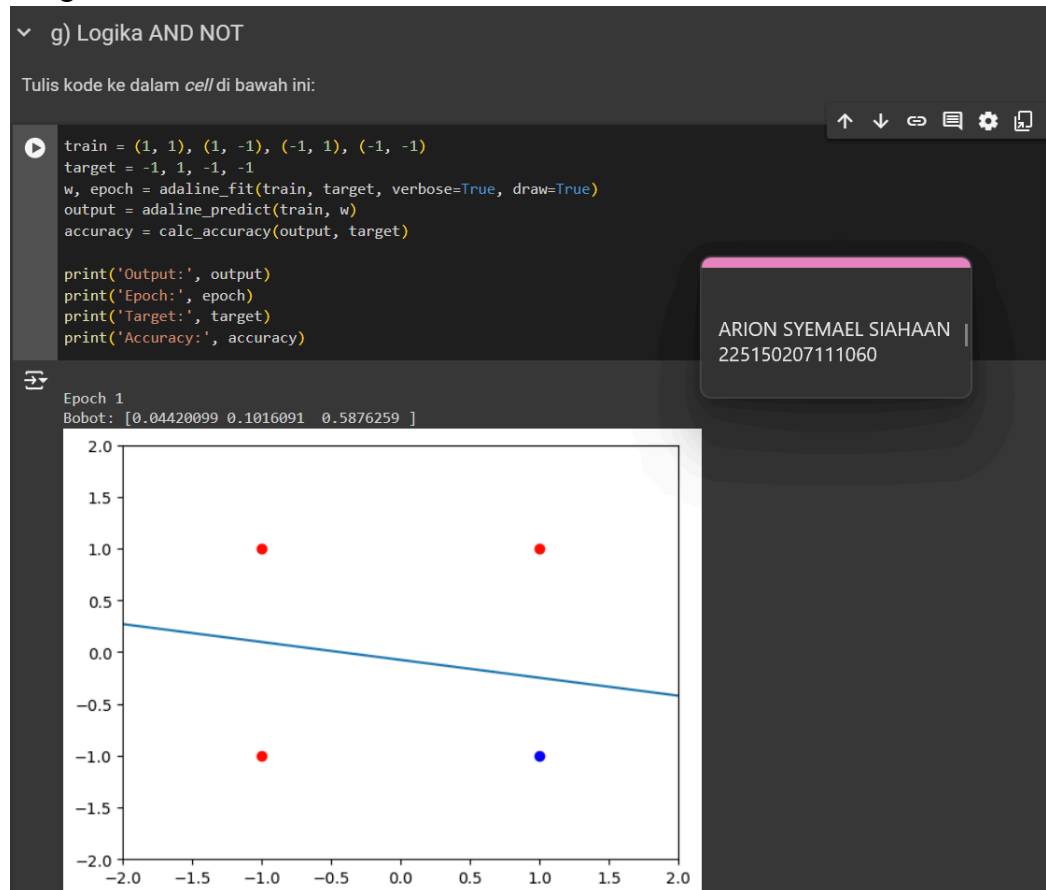 g) Logika AND NOT
Tulis kode ke dalam cell di bawah ini:
train = (1, 1), (1, -1), (-1, 1), (-1, -1)
target = -1, 1, -1, -1
w, epoch = adaline_fit(train, target, verbose=True, draw=True)
output = adaline_predict(train, w)
accuracy = calc_accuracy(output, target)
print('Output:', output)
print('Epoch:', epoch)
print('Target:', target)
print('Accuracy:', accuracy)
ARION SYEMAEL SIAHAAN
225150207111060
Epoch 1
Bobot: [0.04420099 0.1016091  0.5876259 ]
2.0
1.5
1.0
0.5
0.0
−0.5
−1.0
−1.5
−2.0
−2.0 −1.5 −1.0 −0.5 0.0 0.5 1.0 1.5 2.0